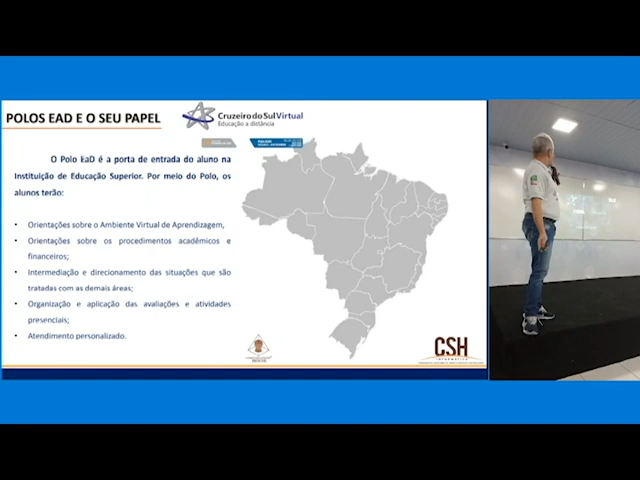 POLOS EAD E O SEU PAPEL
Cruzeiro do Sul Virtual
Educação a distância
O Polo EaD é a porta de entrada do aluno na
Instituição de Educação Superior. Por meio do Polo, os
alunos terão:
• Orientações sobre o Ambiente Virtual de Aprendizagem,
• Orientações sobre os procedimentos acadêmicos e
financeiros;
• Intermediação e direcionamento das situações que são
tratadas com as demais áreas;
• Organização e aplicação das avaliações e atividades
presenciais;
• Atendimento personalizado.
CSH